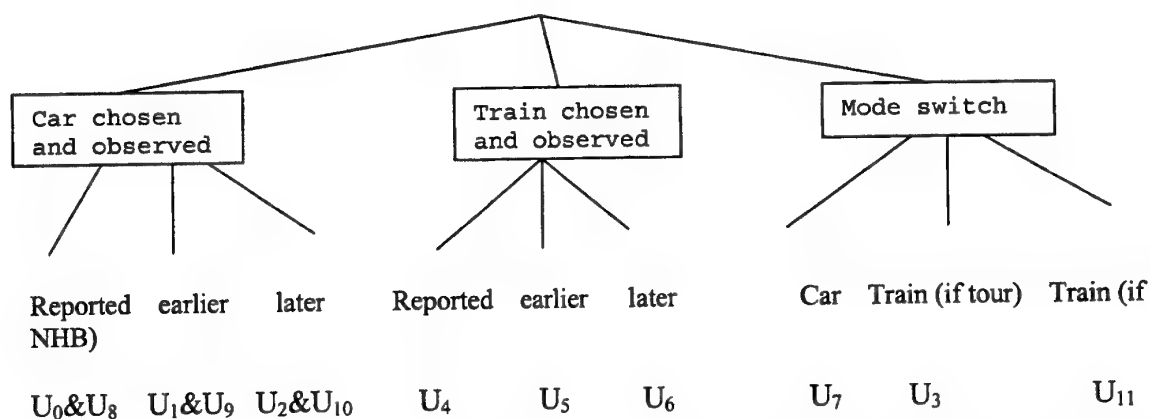 Car chosen
and observed
Train chosen
and observed
Mode switch
Reported earlier later Reported earlier later Car Train (if tour) Train (if
NHB)
U₀&U₈ U₁&U₉ U₂&U₁₀ U₄ U₅ U₆ U₇ U₃ U₁₁